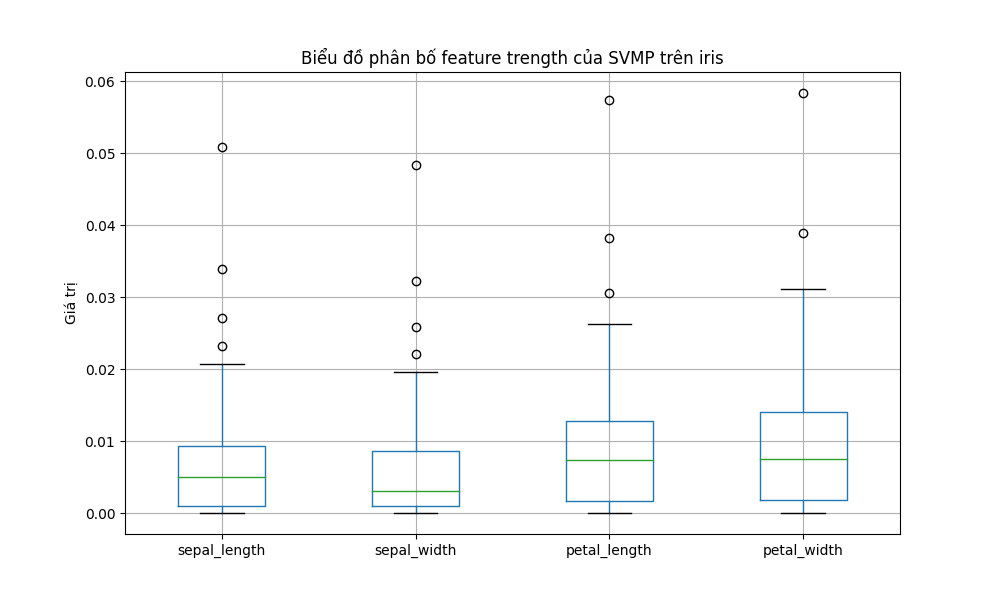 Biểu đồ phân bố feature trength của SVMP trên iris
Giá trị
0.06
0.05
0.04
0.03
0.02
0.01
0.00
sepal_length sepal_width petal_length petal_width